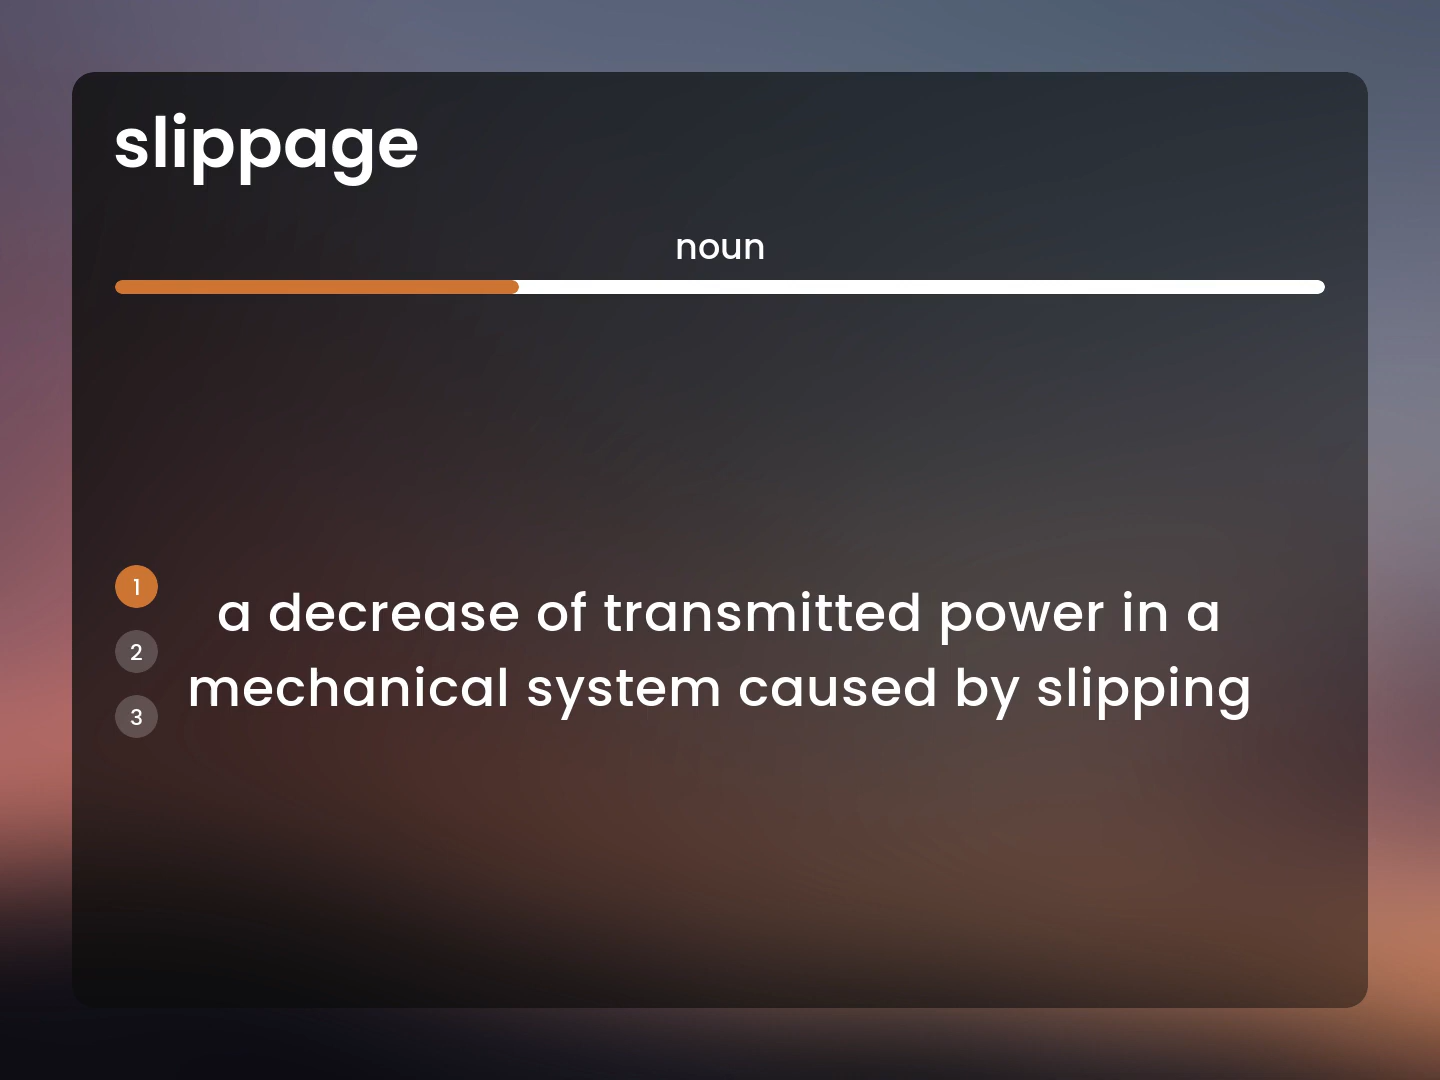 slippage
noun
1
2
3
a decrease of transmitted power in a
mechanical system caused by slipping